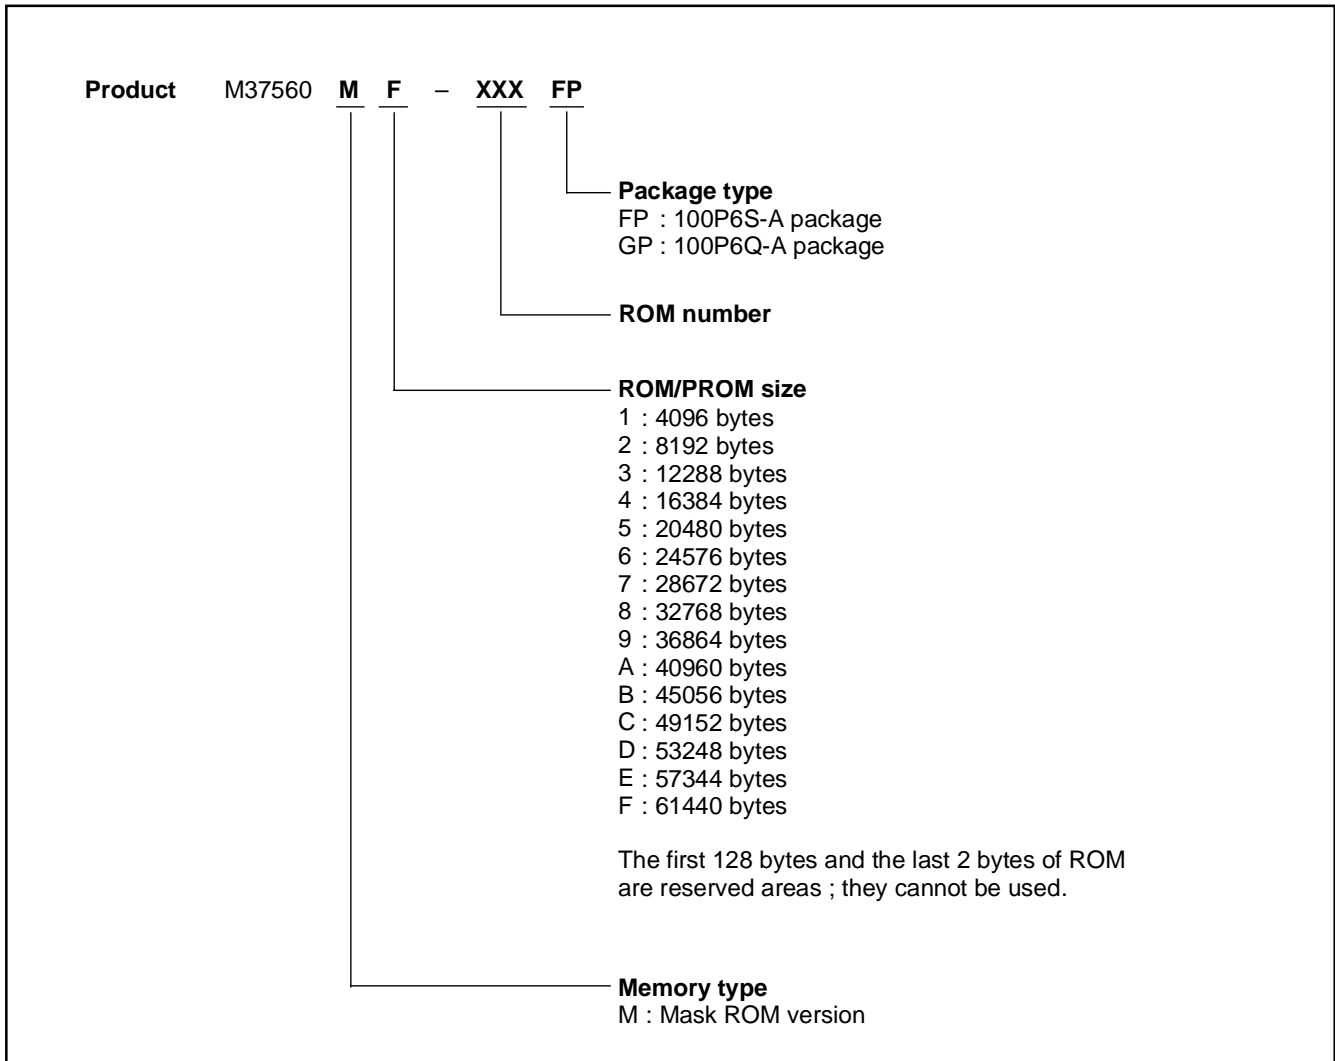 Product M37560 M F – XXX FP
Package type
FP : 100P6S-A package
GP : 100P6Q-A package
ROM number
ROM/PROM size
1 : 4096 bytes
2 : 8192 bytes
3 : 12288 bytes
4 : 16384 bytes
5 : 20480 bytes
6 : 24576 bytes
7 : 28672 bytes
8 : 32768 bytes
9 : 36864 bytes
A : 40960 bytes
B : 45056 bytes
C : 49152 bytes
D : 53248 bytes
E : 57344 bytes
F : 61440 bytes
The first 128 bytes and the last 2 bytes of ROM
are reserved areas ; they cannot be used.
Memory type
M : Mask ROM version